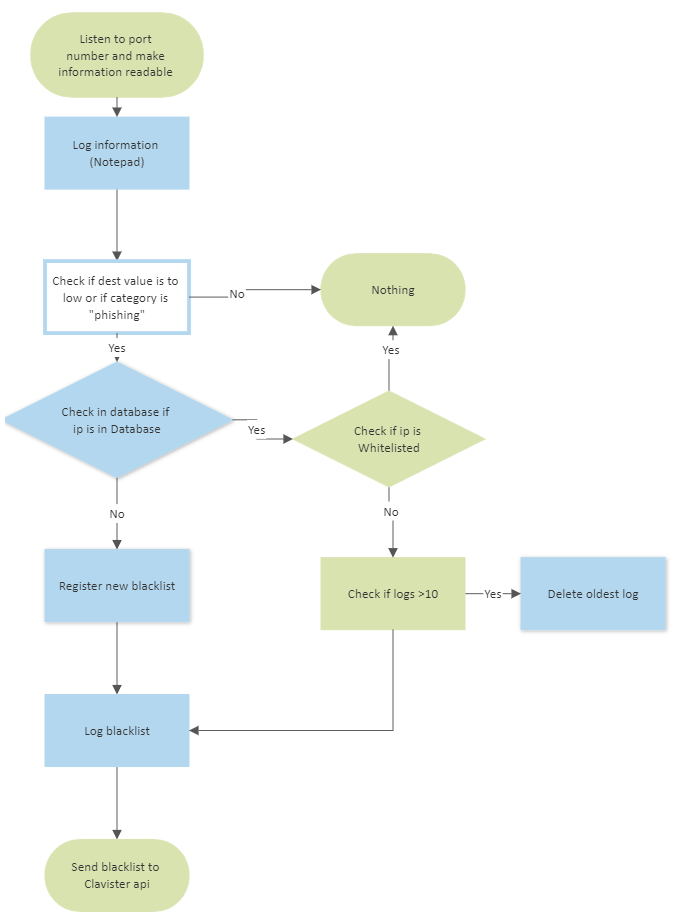 Listen to port
number and make
information readable
Log information
(Notepad)
Check if dest value is to
low or if category is
"phishing"
No
Nothing
Yes
Yes
Check in database if
ip is in Database
Yes
Check if ip is
Whitelisted
No
No
Register new blacklist
Check if logs >10
Yes
Delete oldest log
Log blacklist
Send blacklist to
Clavister api